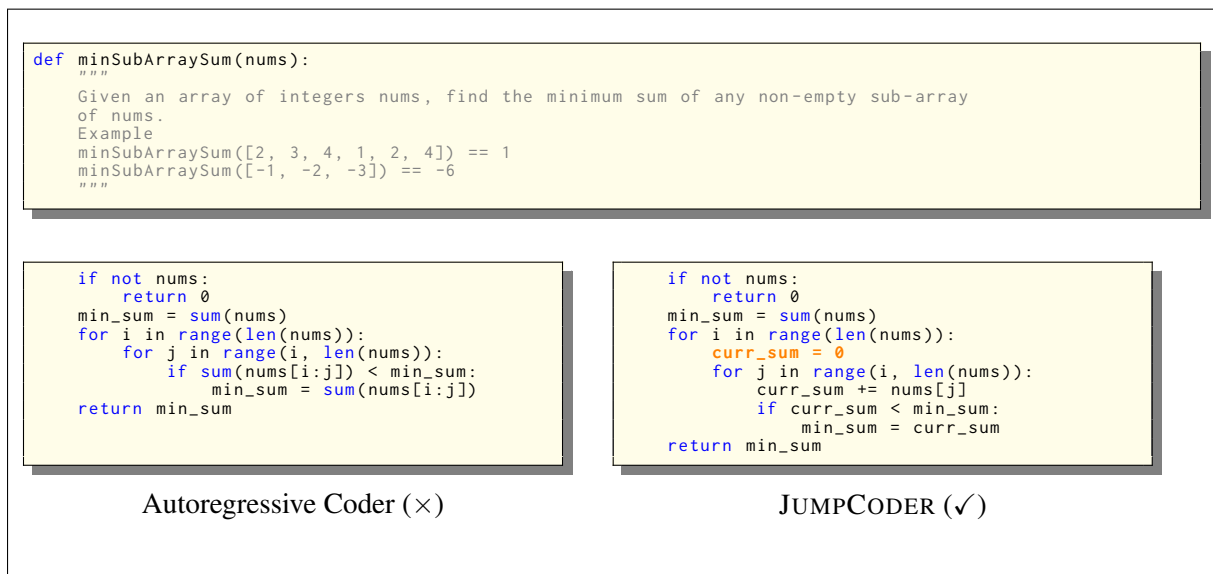 def minSubArraySum(nums):
    """
    Given an array of integers nums, find the minimum sum of any non-empty sub-array
    of nums.
    Example
    minSubArraySum([2, 3, 4, 1, 2, 4]) == 1
    minSubArraySum([-1, -2, -3]) == -6
    """
    if not nums:
        return 0
    min_sum = sum(nums)
    for i in range(len(nums)):
        for j in range(i, len(nums)):
            if sum(nums[i:j]) < min_sum:
                min_sum = sum(nums[i:j])
    return min_sum
Autoregressive Coder (×)
    if not nums:
        return 0
    min_sum = sum(nums)
    for i in range(len(nums)):
        curr_sum = 0
        for j in range(i, len(nums)):
            curr_sum += nums[j]
            if curr_sum < min_sum:
                min_sum = curr_sum
    return min_sum
JUMPCODER (✓)